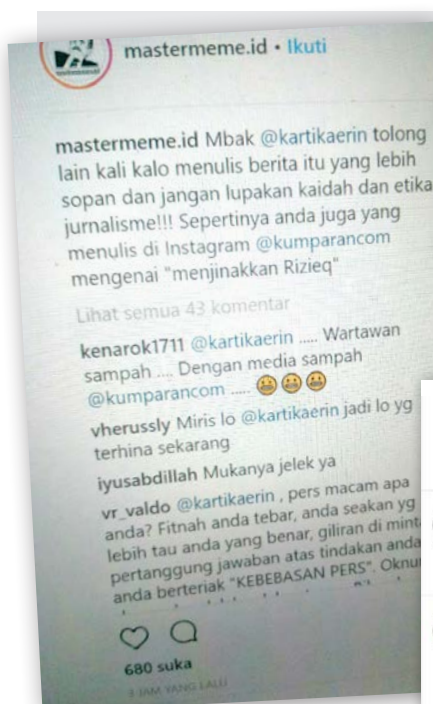 mastermeme.id • Ikuti
mastermeme.id Mbak @kartikaerin tolong
lain kali kalo menulis berita itu yang lebih
sopan dan jangan lupakan kaidah dan etika
jurnalisme!!! Sepertinya anda juga yang
menulis di Instagram @kumparancom
mengenai "menjinakkan Rizieq"
Lihat semua 43 komentar
kenarok1711 @kartikaerin ..... Wartawan
sampah .... Dengan media sampah
@kumparancom ..... 😬😬😬
vherussly Miris lo @kartikaerin jadi lo yg
terhina sekarang
iyusabdillah Mukanya jelek ya
vr_valdo @kartikaerin , pers macam apa
anda? Fitnah anda tebar, anda seakan yg
lebih tau anda yang benar, giliran di mint
pertanggung jawaban atas tindakan anda
anda berteriak "KEBEBASAN PERS". Oknu
680 suka
3 JAM YANG LALU